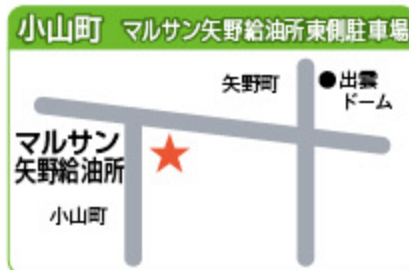 小山町 マルサン矢野給油所東側駐車場
矢野町
●出雲
ドーム
マルサン
矢野給油所
小山町